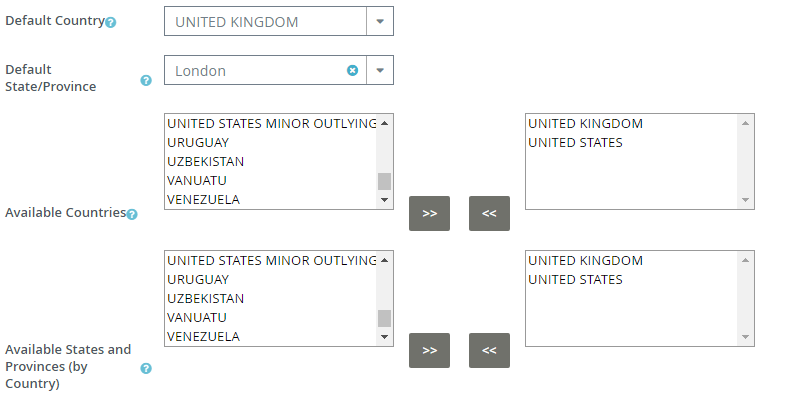 Default Country
UNITED KINGDOM
Default
State/Province
London
Available Countries
UNITED STATES MINOR OUTLYING
URUGUAY
UZBEKISTAN
VANUATU
VENEZUELA
>>
<<
UNITED KINGDOM
UNITED STATES
Available States and
Provinces (by
Country)
UNITED STATES MINOR OUTLYING
URUGUAY
UZBEKISTAN
VANUATU
VENEZUELA
>>
<<
UNITED KINGDOM
UNITED STATES